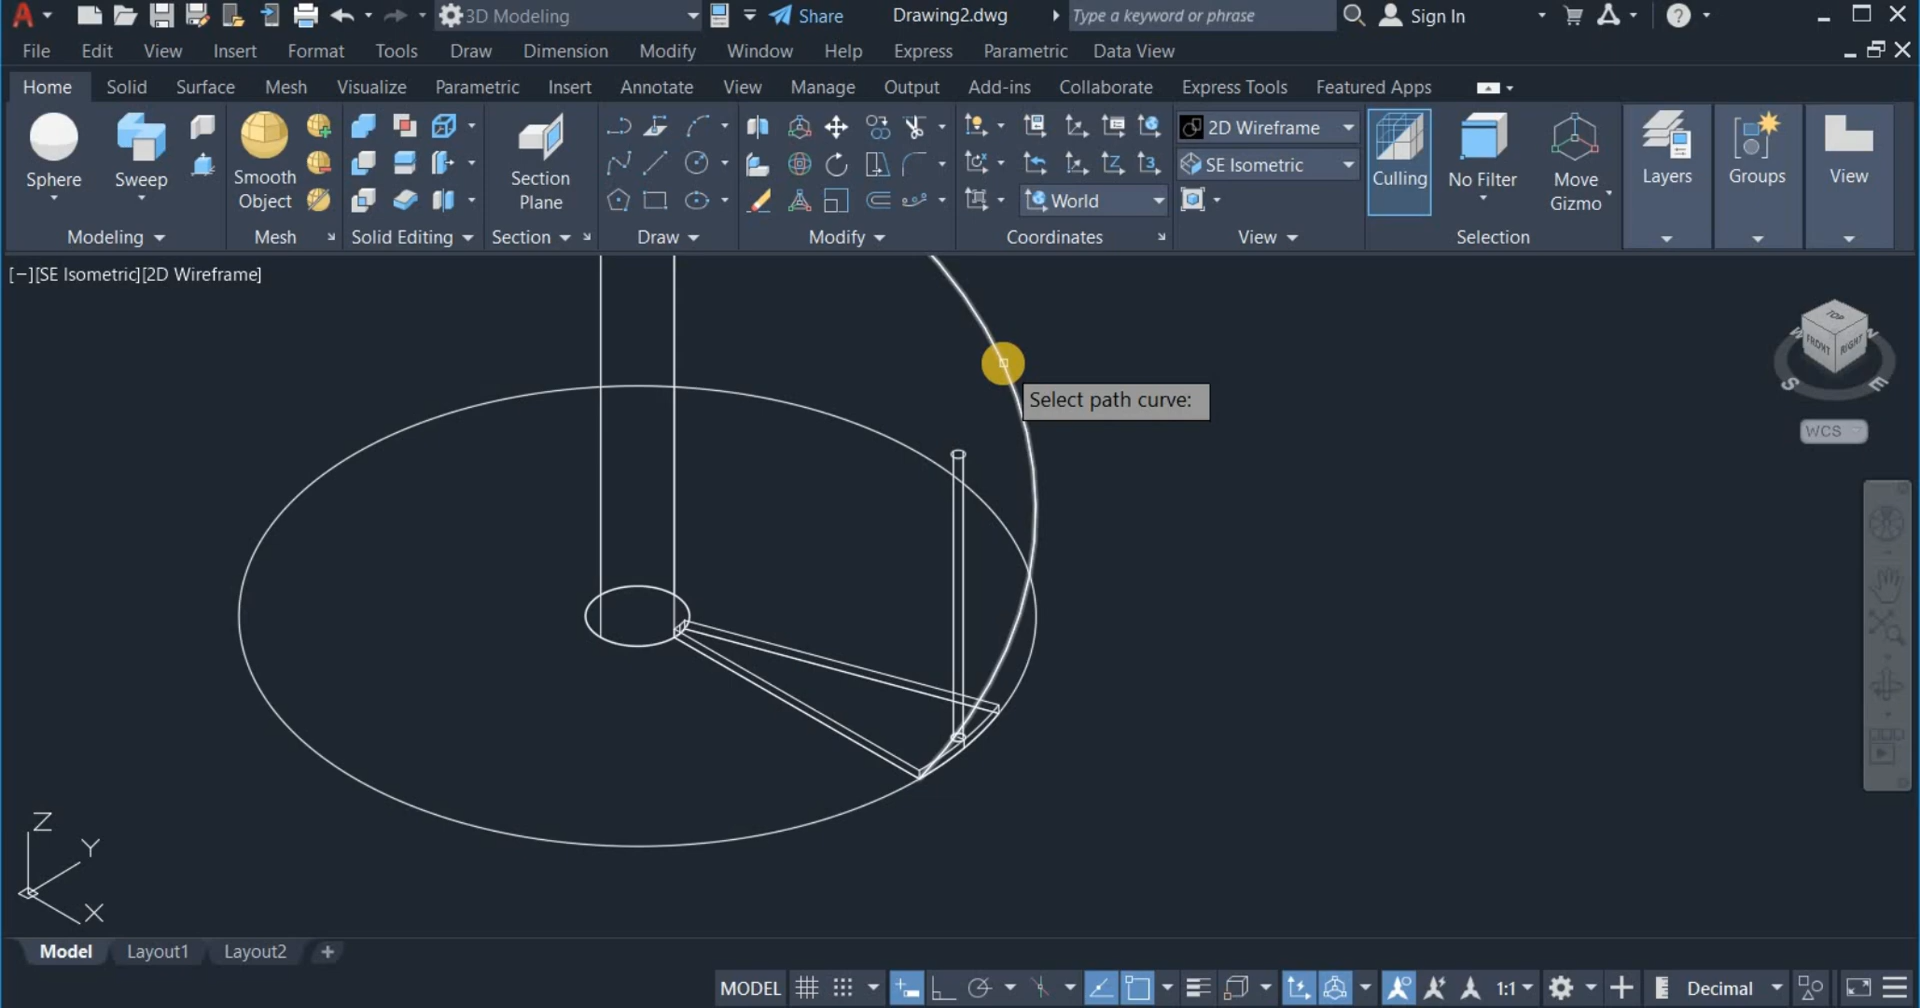 3D Modeling
Share
Drawing2.dwg
Type a keyword or phrase
Sign In
File Edit View Insert Format Tools Draw Dimension Modify Window Help Express Parametric Data View
Home Solid Surface Mesh Visualize Parametric Insert Annotate View Manage Output Add-ins Collaborate Express Tools Featured Apps
Sphere
Sweep
Smooth
Object
Section
Plane
2D Wireframe
SE Isometric
World
Culling
No Filter
Move
Gizmo
Layers
Groups
View
Modeling
Mesh
Solid Editing
Section
Draw
Modify
Coordinates
View
Selection
[−][SE Isometric][2D Wireframe]
Select path curve:
TOP
FRONT
RIGHT
W
N
S
E
WCS
Z
Y
X
Model Layout1 Layout2 +
MODEL
1:1
Decimal